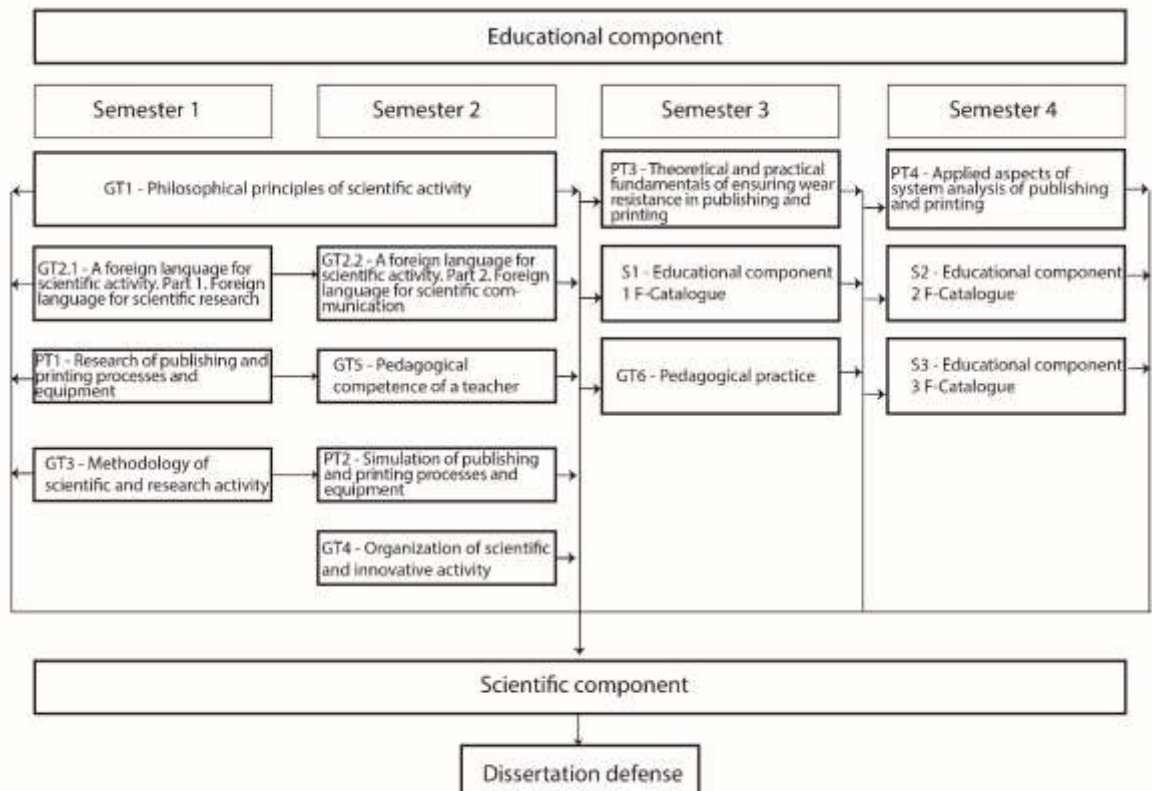 Educational component
Semester 1
Semester 2
Semester 3
Semester 4
GT1 - Philosophical principles of scientific activity
PT3 - Theoretical and practical
fundamentals of ensuring wear
resistance in publishing and
printing
PT4 - Applied aspects of
system analysis of publishing
and printing
GT2.1 - A foreign language for
scientific activity. Part 1. Foreign
language for scientific research
GT2.2 - A foreign language for
scientific activity. Part 2. Foreign
language for scientific com-
munication
S1 - Educational component
1 F-Catalogue
S2 - Educational component
2 F-Catalogue
PT1 - Research of publishing and
printing processes and
equipment
GT5 - Pedagogical
competence of a teacher
GT6 - Pedagogical practice
S3 - Educational component
3 F-Catalogue
GT3 - Methodology of
scientific and research activity
PT2 - Simulation of publishing
and printing processes and
equipment
GT4 - Organization of scientific
and innovative activity
Scientific component
Dissertation defense